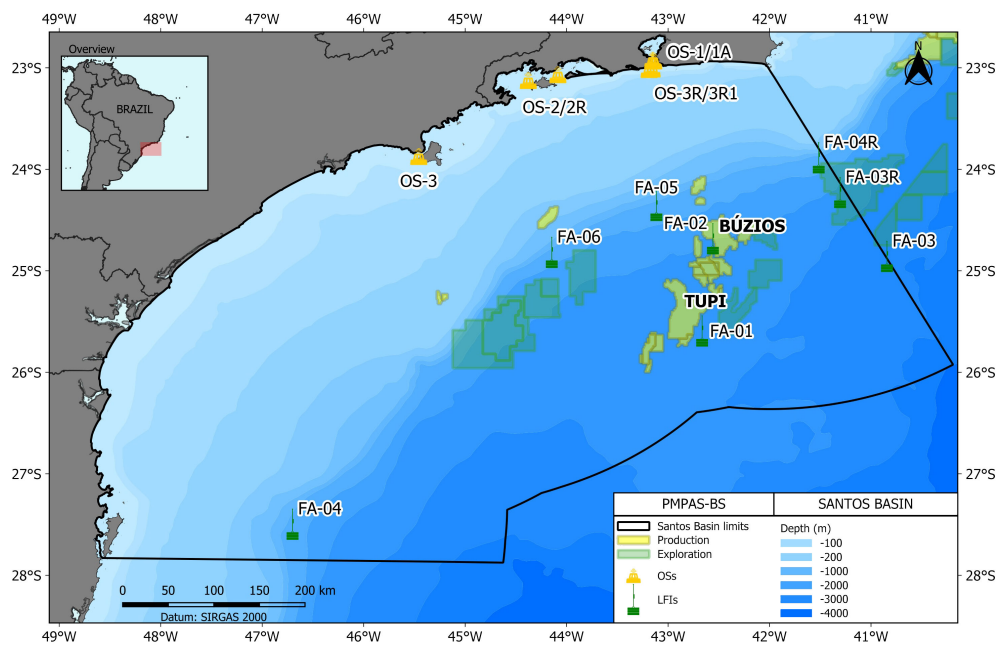 49°W 48°W 47°W 46°W 45°W 44°W 43°W 42°W 41°W
Overview
BRAZIL
N
OS-1/1A
23°S 23°S
OS-3R/3R1
OS-2/2R
FA-04R
24°S 24°S
FA-03R
OS-3
FA-05
FA-02
BÚZIOS
FA-06
FA-03
25°S 25°S
TUPI
FA-01
26°S 26°S
27°S 27°S
FA-04
PMPAS-BS SANTOS BASIN
Santos Basin limits
Production
Exploration
OSs
LFIs
Depth (m)
-100
-200
-1000
-2000
-3000
-4000
28°S 28°S
0 50 100 150 200 km
Datum: SIRGAS 2000
49°W 48°W 47°W 46°W 45°W 44°W 43°W 42°W 41°W